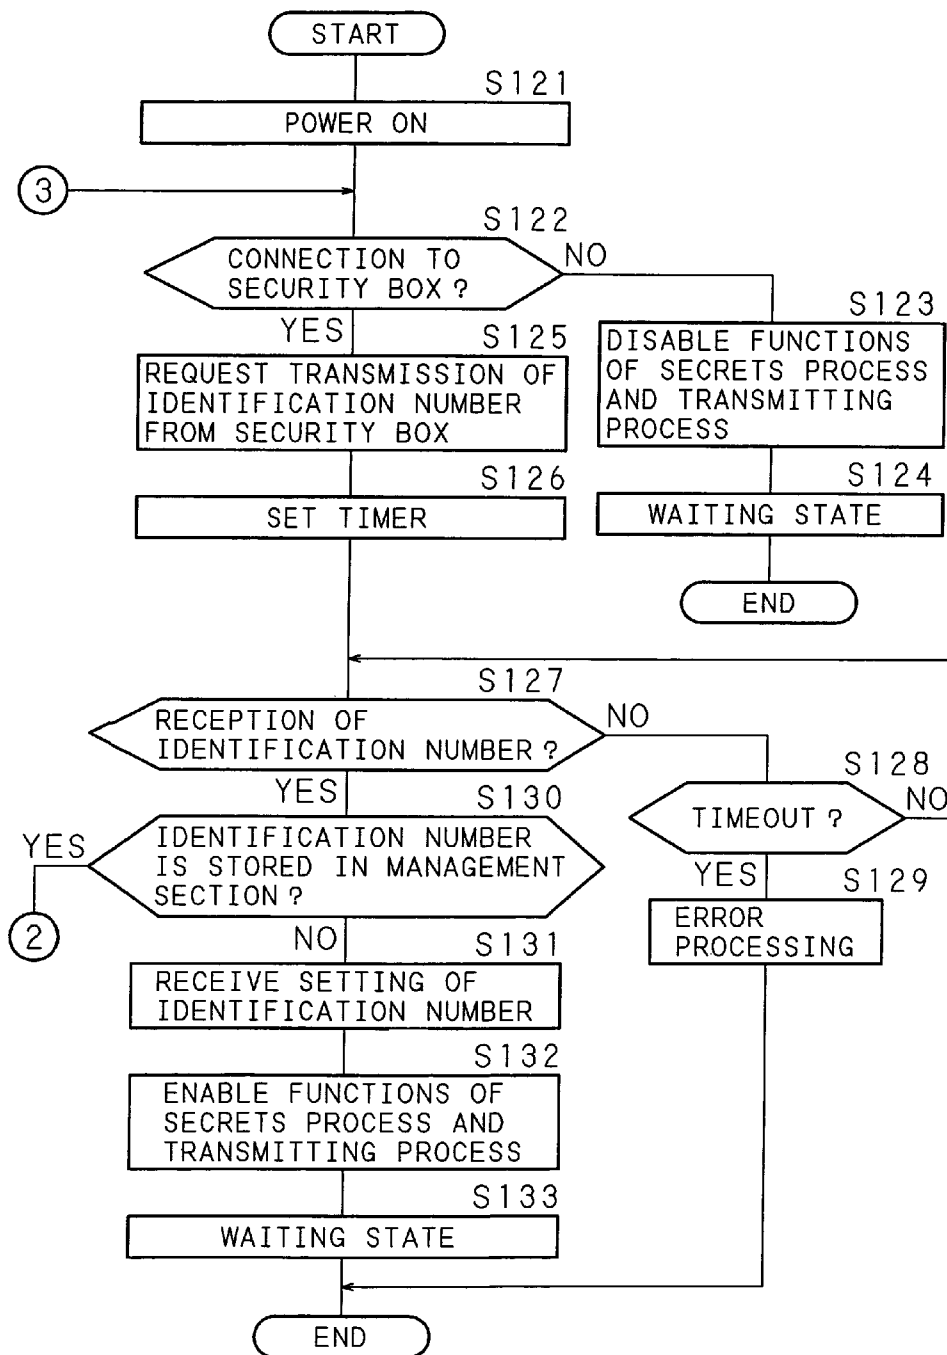 START
S121
POWER ON
3
S122
CONNECTION TO
SECURITY BOX?
NO
YES
S123
DISABLE FUNCTIONS
OF SECRETS PROCESS
AND TRANSMITTING
PROCESS
S125
REQUEST TRANSMISSION OF
IDENTIFICATION NUMBER
FROM SECURITY BOX
S124
WAITING STATE
S126
SET TIMER
END
S127
RECEPTION OF
IDENTIFICATION NUMBER?
NO
YES
S128
TIMEOUT?
NO
YES
S130
IDENTIFICATION NUMBER
IS STORED IN MANAGEMENT
SECTION?
YES
2
NO
S129
ERROR
PROCESSING
S131
RECEIVE SETTING OF
IDENTIFICATION NUMBER
S132
ENABLE FUNCTIONS OF
SECRETS PROCESS AND
TRANSMITTING PROCESS
S133
WAITING STATE
END